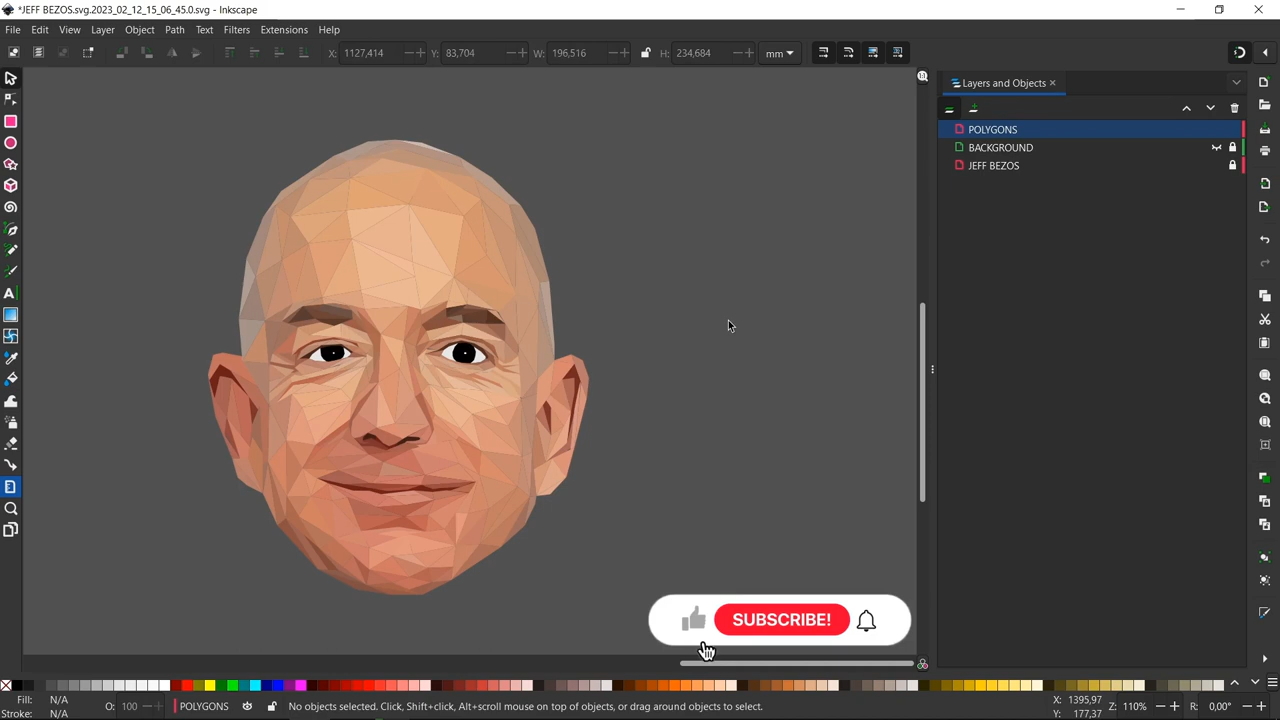 *JEFF BEZOS.svg.2023_02_12_15_06_45.0.svg - Inkscape
File Edit View Layer Object Path Text Filters Extensions Help
X: 1127,414 Y: 83,704 W: 196,516 H: 234,684 mm
Layers and Objects
POLYGONS
BACKGROUND
JEFF BEZOS
SUBSCRIBE!
Fill: N/A O: 100 POLYGONS No objects selected. Click, Shift+click, Alt+scroll mouse on top of objects, or drag around objects to select. X: 1395,97 Z: 110% R: 0,00°
Stroke: N/A Y: 177,37